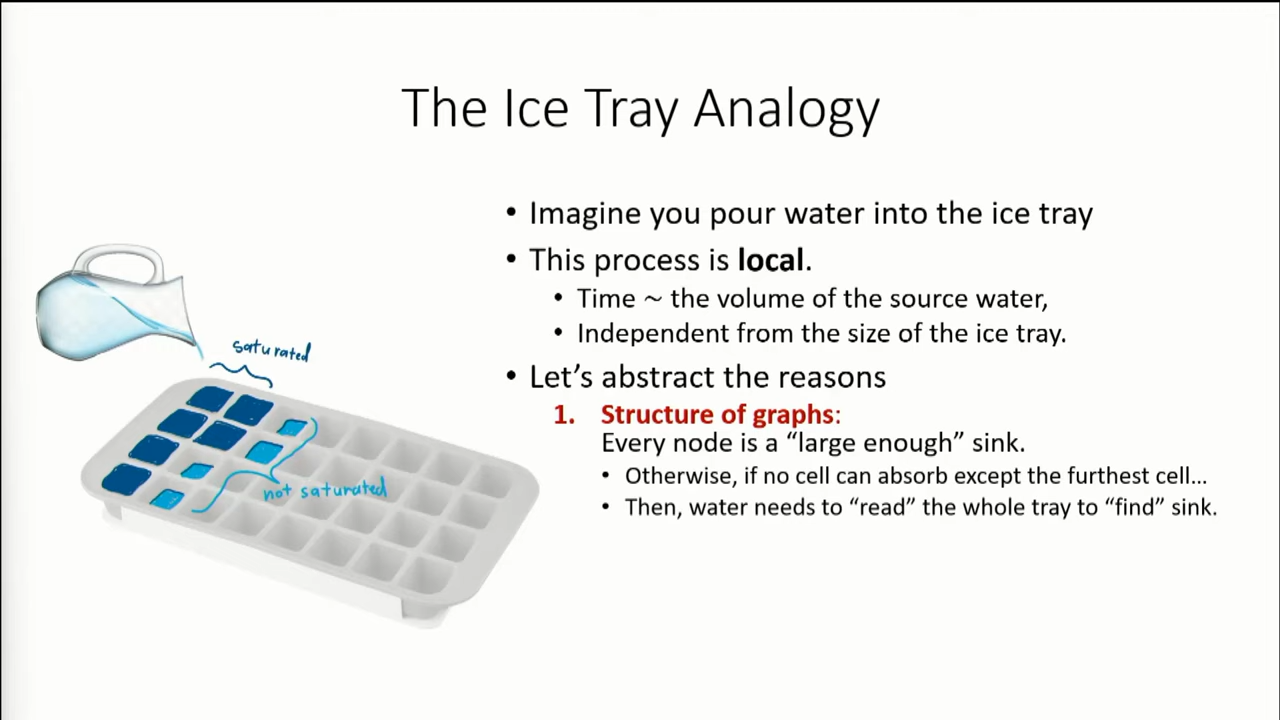 The Ice Tray Analogy
• Imagine you pour water into the ice tray
• This process is local.
• Time ~ the volume of the source water,
• Independent from the size of the ice tray.
• Let’s abstract the reasons
1. Structure of graphs:
Every node is a “large enough” sink.
• Otherwise, if no cell can absorb except the furthest cell...
• Then, water needs to “read” the whole tray to “find” sink.
saturated
not saturated